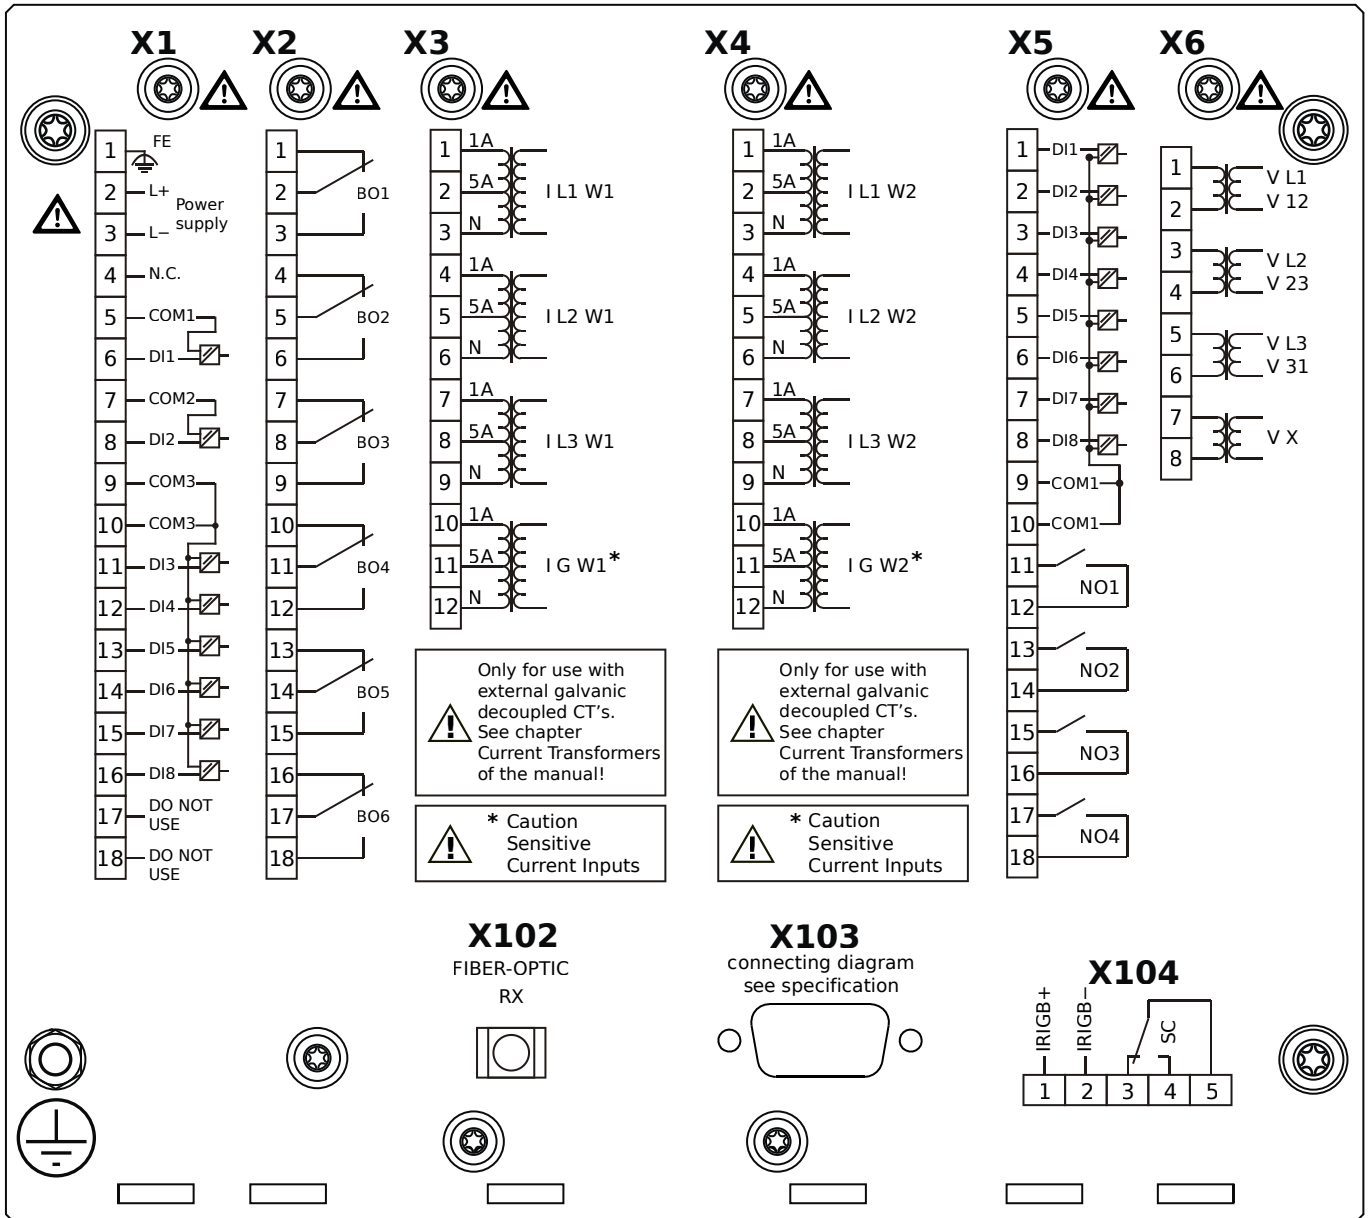 X1
X2
X3
X4
X5
X6
1
FE
2
L+
Power
supply
3
L−
4
N.C.
5
COM1
6
DI1
7
COM2
8
DI2
9
COM3
10
COM3
11
DI3
12
DI4
13
DI5
14
DI6
15
DI7
16
DI8
17
DO NOT
USE
18
DO NOT
USE
1
2
BO1
3
4
5
BO2
6
7
8
BO3
9
10
11
BO4
12
13
14
BO5
15
16
17
BO6
18
1
1A
2
5A
I L1 W1
3
N
4
1A
5
5A
I L2 W1
6
N
7
1A
8
5A
I L3 W1
9
N
10
1A
11
5A
I G W1*
12
N
Only for use with
external galvanic
decoupled CT's.
See chapter
Current Transformers
of the manual!
* Caution
Sensitive
Current Inputs
1
1A
2
5A
I L1 W2
3
N
4
1A
5
5A
I L2 W2
6
N
7
1A
8
5A
I L3 W2
9
N
10
1A
11
5A
I G W2*
12
N
Only for use with
external galvanic
decoupled CT's.
See chapter
Current Transformers
of the manual!
* Caution
Sensitive
Current Inputs
1
DI1
2
DI2
3
DI3
4
DI4
5
DI5
6
DI6
7
DI7
8
DI8
9
COM1
10
COM1
11
NO1
12
13
NO2
14
15
NO3
16
17
NO4
18
1
V L1
V 12
2
3
V L2
V 23
4
5
V L3
V 31
6
7
V X
8
X102
FIBER-OPTIC
RX
X103
connecting diagram
see specification
X104
IRIGB+
IRIGB−
SC
1 2 3 4 5